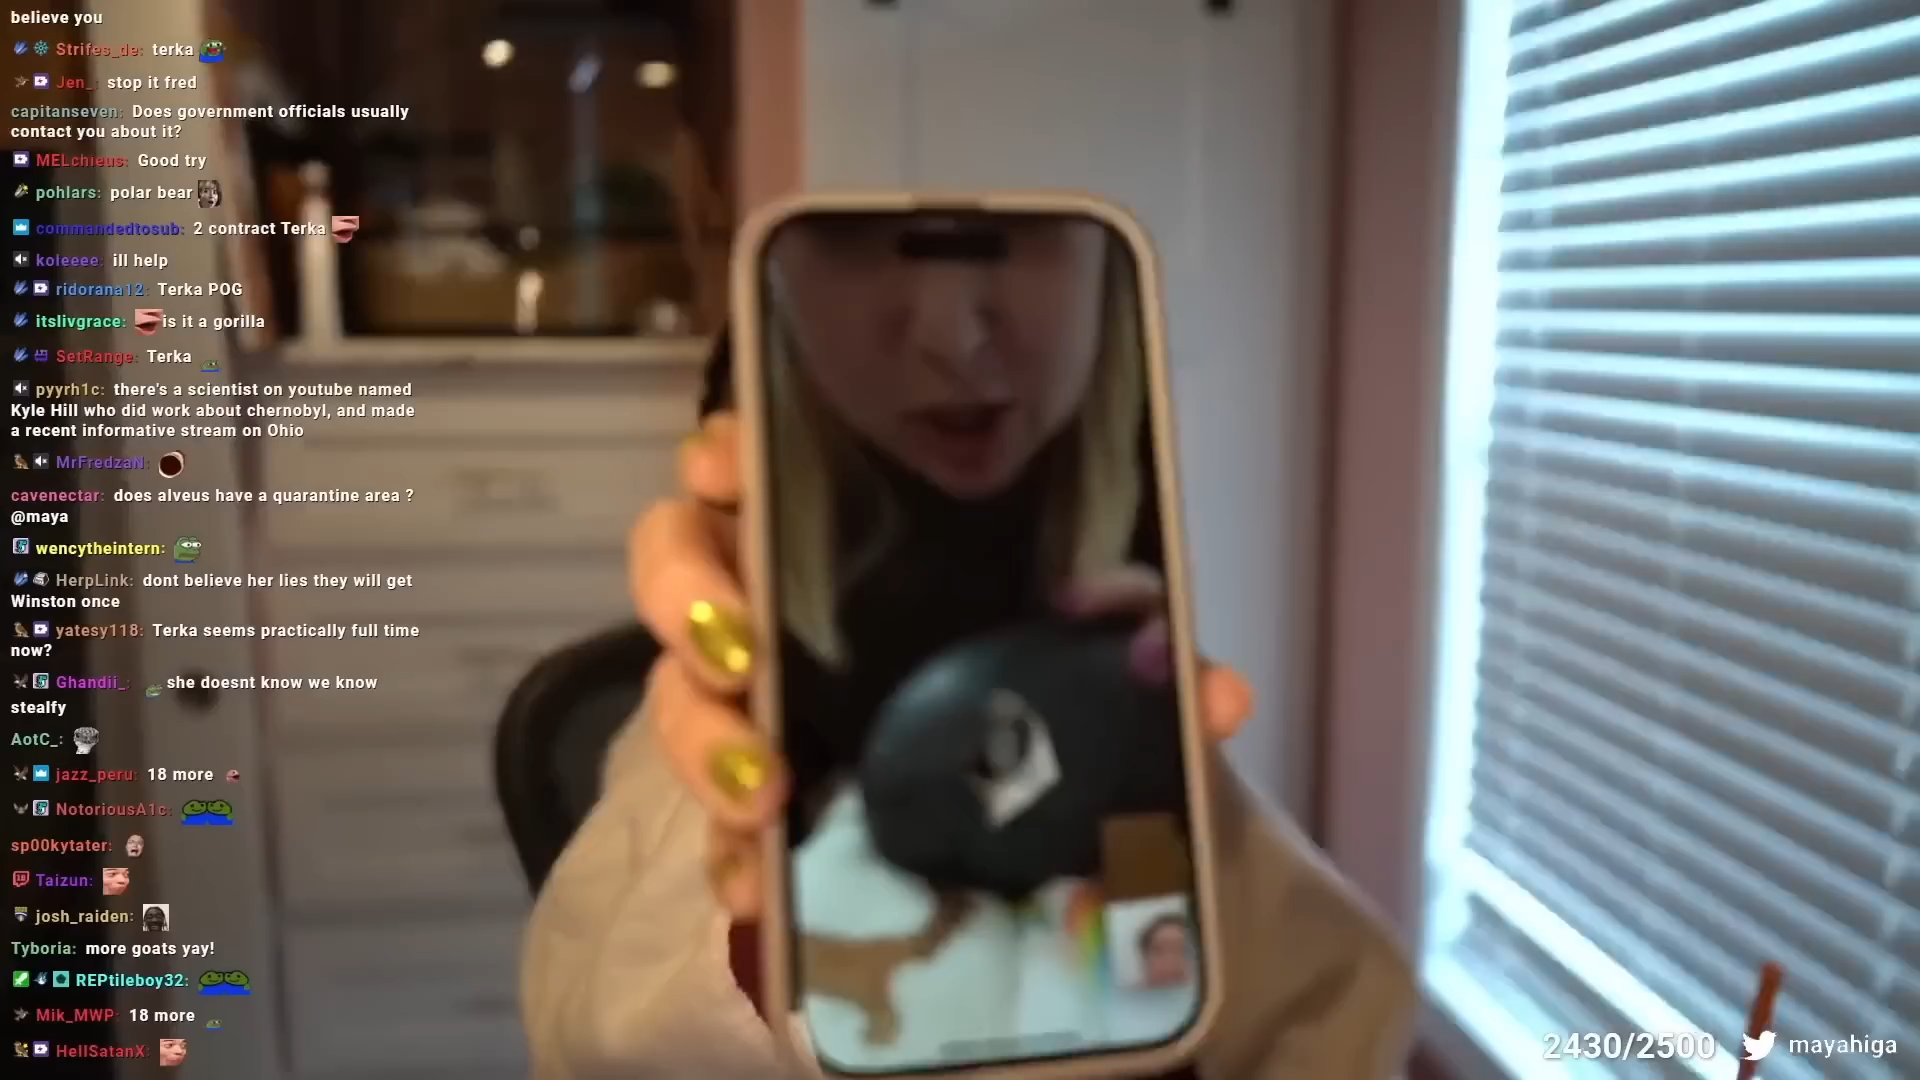 believe you
Strifes_de: terka
Jen_: stop it fred
capitanseven: Does government officials usually
contact you about it?
MELchieus: Good try
pohlars: polar bear
commandedtosub: 2 contract Terka
koleeee: ill help
ridorana12: Terka POG
itslivgrace: is it a gorilla
SetRange: Terka
pyyrh1c: there's a scientist on youtube named
Kyle Hill who did work about chernobyl, and made
a recent informative stream on Ohio
MrFredzaN:
cavenectar: does alveus have a quarantine area ?
@maya
wencytheintern:
HerpLink: dont believe her lies they will get
Winston once
yatesy118: Terka seems practically full time
now?
Ghandii_: she doesnt know we know
stealfy
AotC_:
jazz_peru: 18 more
NotoriousA1c:
sp00kytater:
Taizun:
josh_raiden:
Tyboria: more goats yay!
REPtileboy32:
Mik_MWP: 18 more
HellSatanX:
2430/2500 mayahiga